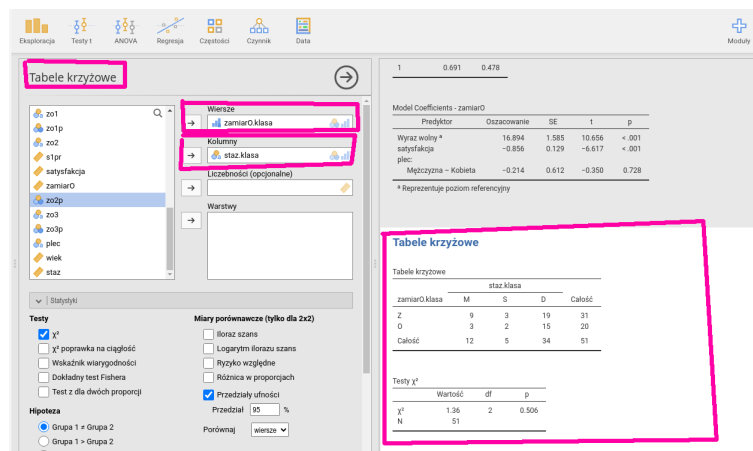 Eksploracja Testy t ANOVA Regresja Częstości Czynnik Data Moduły
Tabele krzyżowe
zo1
zo1p
zo2
s1pr
satysfakcja
zamiarO
zo2p
zo3
zo3p
plec
wiek
staz
Wiersze
zamiarO.klasa
Kolumny
staz.klasa
Liczebności (opcjonalne)
Warstwy
Statystyki
Testy
χ²
χ² poprawka na ciągłość
Wskaźnik wiarygodności
Dokładny test Fishera
Test z dla dwóch proporcji
Hipoteza
Grupa 1 ≠ Grupa 2
Grupa 1 > Grupa 2
Miary porównawcze (tylko dla 2x2)
Iloraz szans
Logarytm ilorazu szans
Ryzyko względne
Różnica w proporcjach
Przedziały ufności
Przedział 95 %
Porównaj wiersze
1 0.691 0.478
Model Coefficients - zamiarO
Predyktor Oszacowanie SE t p
Wyraz wolny ᵃ 16.894 1.585 10.656 < .001
satysfakcja −0.856 0.129 −6.617 < .001
plec:
Mężczyzna – Kobieta −0.214 0.612 −0.350 0.728
ᵃ Reprezentuje poziom referencyjny
Tabele krzyżowe
Tabele krzyżowe
staz.klasa
zamiarO.klasa M S D Całość
Z 9 3 19 31
O 3 2 15 20
Całość 12 5 34 51
Testy χ²
Wartość df p
χ² 1.36 2 0.506
N 51